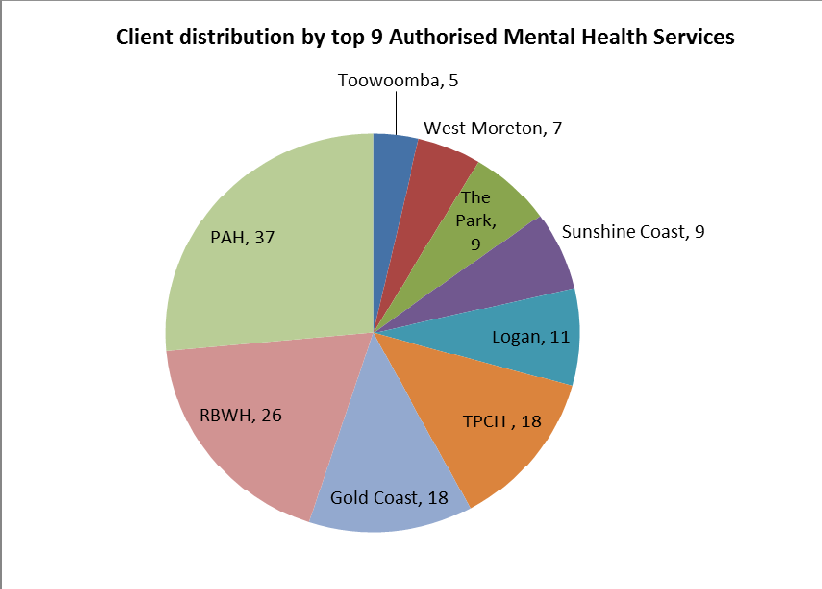 Client distribution by top 9 Authorised Mental Health Services
Toowoomba, 5
West Moreton, 7
The
Park,
9
Sunshine Coast, 9
Logan, 11
TPCH , 18
Gold Coast, 18
RBWH, 26
PAH, 37